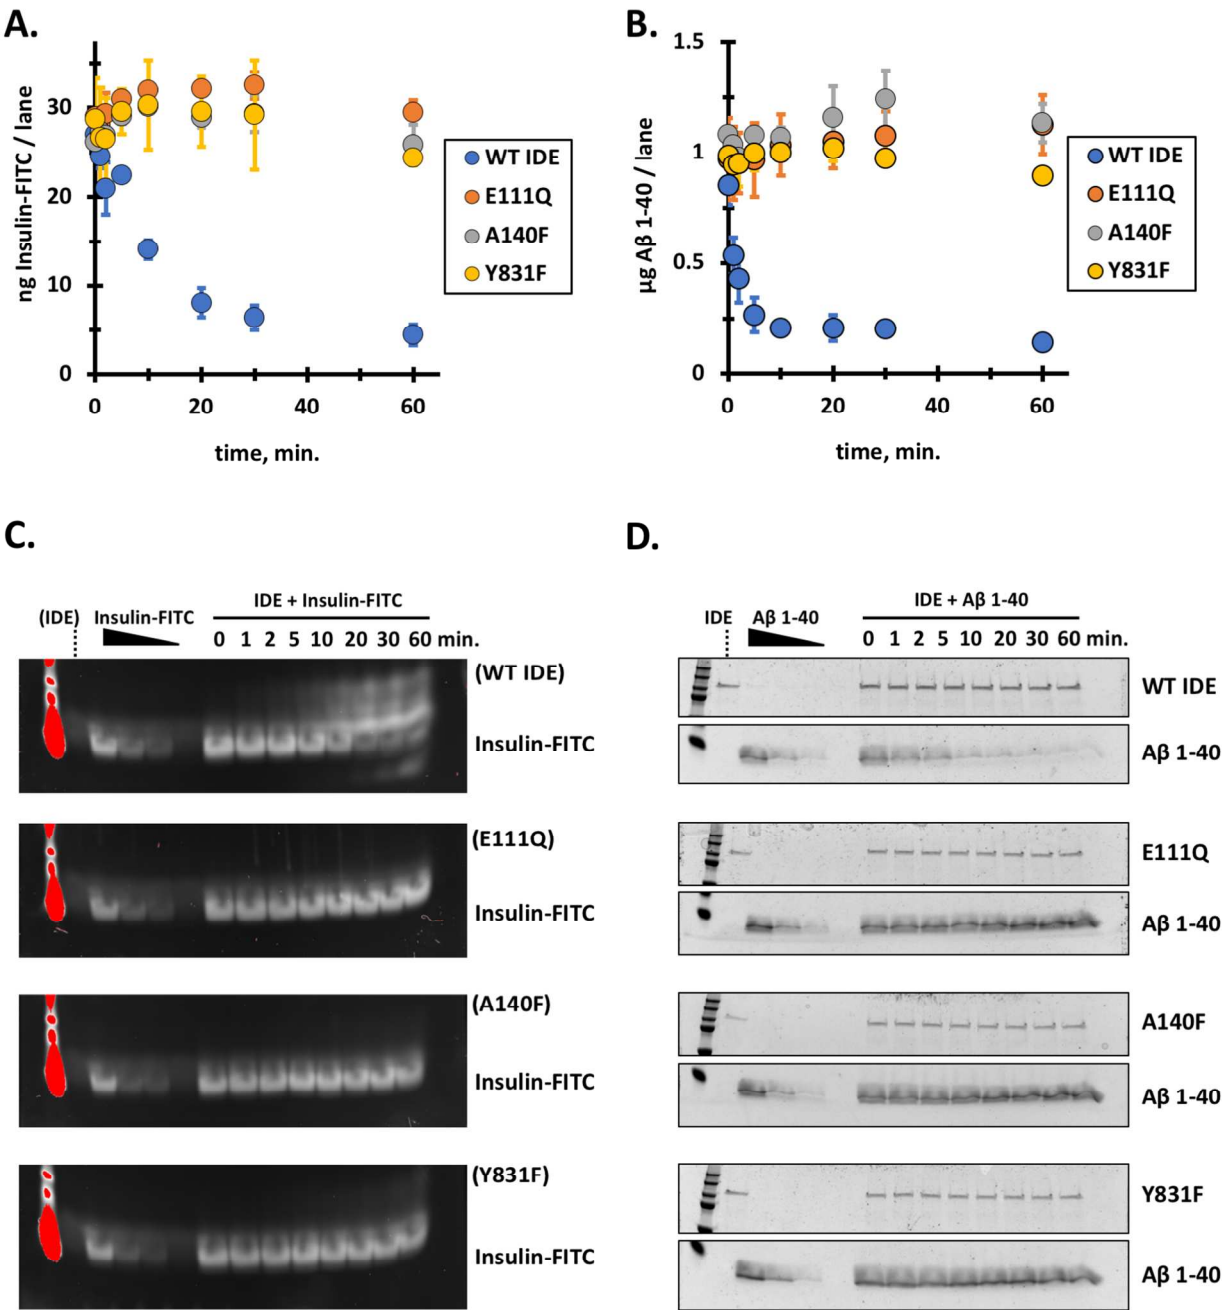 A.
ng Insulin-FITC / lane
30
20
10
0
0 20 40 60
time, min.
WT IDE
E111Q
A140F
Y831F
B.
µg Aβ 1-40 / lane
1.5
1
0.5
0
0 20 40 60
time, min.
WT IDE
E111Q
A140F
Y831F
C.
(IDE) Insulin-FITC IDE + Insulin-FITC
0 1 2 5 10 20 30 60 min.
(WT IDE)
Insulin-FITC
(E111Q)
Insulin-FITC
(A140F)
Insulin-FITC
(Y831F)
Insulin-FITC
D.
IDE Aβ 1-40 IDE + Aβ 1-40
0 1 2 5 10 20 30 60 min.
WT IDE
Aβ 1-40
E111Q
Aβ 1-40
A140F
Aβ 1-40
Y831F
Aβ 1-40